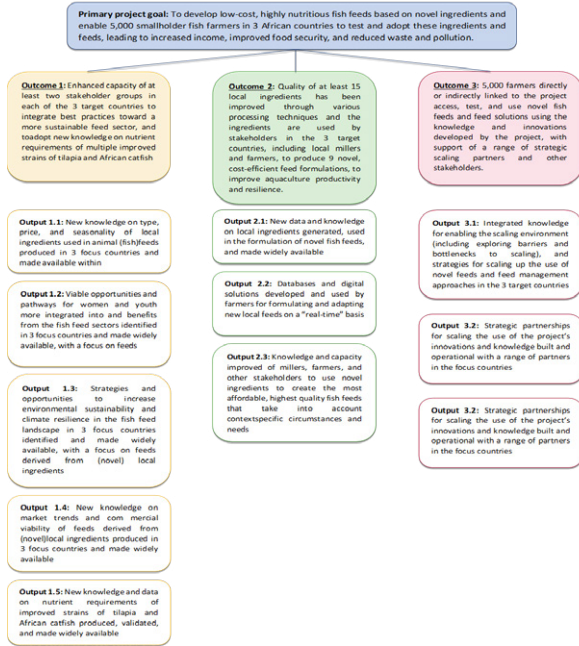 Primary project goal: To develop low-cost, highly nutritious fish feeds based on novel ingredients and
enable 5,000 smallholder fish farmers in 3 African countries to test and adopt these ingredients and
feeds, leading to increased income, improved food security, and reduced waste and pollution.
Outcome 1: Enhanced capacity of at
least two stakeholder groups in
each of the 3 target countries to
integrate best practices toward a
more sustainable feed sector, and
toadopt new knowledge on nutrient
requirements of multiple improved
strains of tilapia and African catfish
Output 1.1: New knowledge on type,
price, and seasonality of local
ingredients used in animal (fish)feeds
produced in 3 focus countries and
made available within
Output 1.2: Viable opportunities and
pathways for women and youth
more integrated into and benefits
from the fish feed sectors identified
in 3 focus countries and made widely
available, with a focus on feeds
Output 1.3: Strategies and
opportunities to increase
environmental sustainability and
climate resilience in the fish feed
landscape in 3 focus countries
identified and made widely
available, with a focus on feeds
derived from (novel) local
ingredients
Output 1.4: New knowledge on
market trends and com mercial
viability of feeds derived from
(novel)local ingredients produced in
3 focus countries and made widely
available
Output 1.5: New knowledge and data
on nutrient requirements of
improved strains of tilapia and
African catfish produced, validated,
and made widely available
Outcome 2: Quality of at least 15
local ingredients has been
improved through various
processing techniques and the
ingredients are used by
stakeholders in the 3 target
countries, including local millers
and farmers, to produce 9 novel,
cost-efficient feed formulations, to
improve aquaculture productivity
and resilience.
Output 2.1: New data and knowledge
on local ingredients generated, used
in the formulation of novel fish feeds,
and made widely available
Output 2.2: Databases and digital
solutions developed and used by
farmers for formulating and adapting
new local feeds on a "real-time" basis
Output 2.3: Knowledge and capacity
improved of millers, farmers, and
other stakeholders to use novel
ingredients to create the most
affordable, highest quality fish feeds
that take into account
contextspecific circumstances and
needs
Outcome 3: 5,000 farmers
directly or indirectly linked to the
project access, test, and use novel
fish feeds and feed solutions using
the knowledge and innovations
developed by the project, with
support of a range of strategic
scaling partners and other
stakeholders.
Output 3.1: Integrated knowledge
for enabling the scaling environment
(including exploring barriers and
bottlenecks to scaling), and
strategies for scaling up the use of
novel feeds and feed management
approaches in the 3 target countries
Output 3.2: Strategic partnerships
for scaling the use of the project's
innovations and knowledge built and
operational with a range of partners
in the focus countries
Output 3.2: Strategic partnerships
for scaling the use of the project's
innovations and knowledge built and
operational with a range of partners
in the focus countries